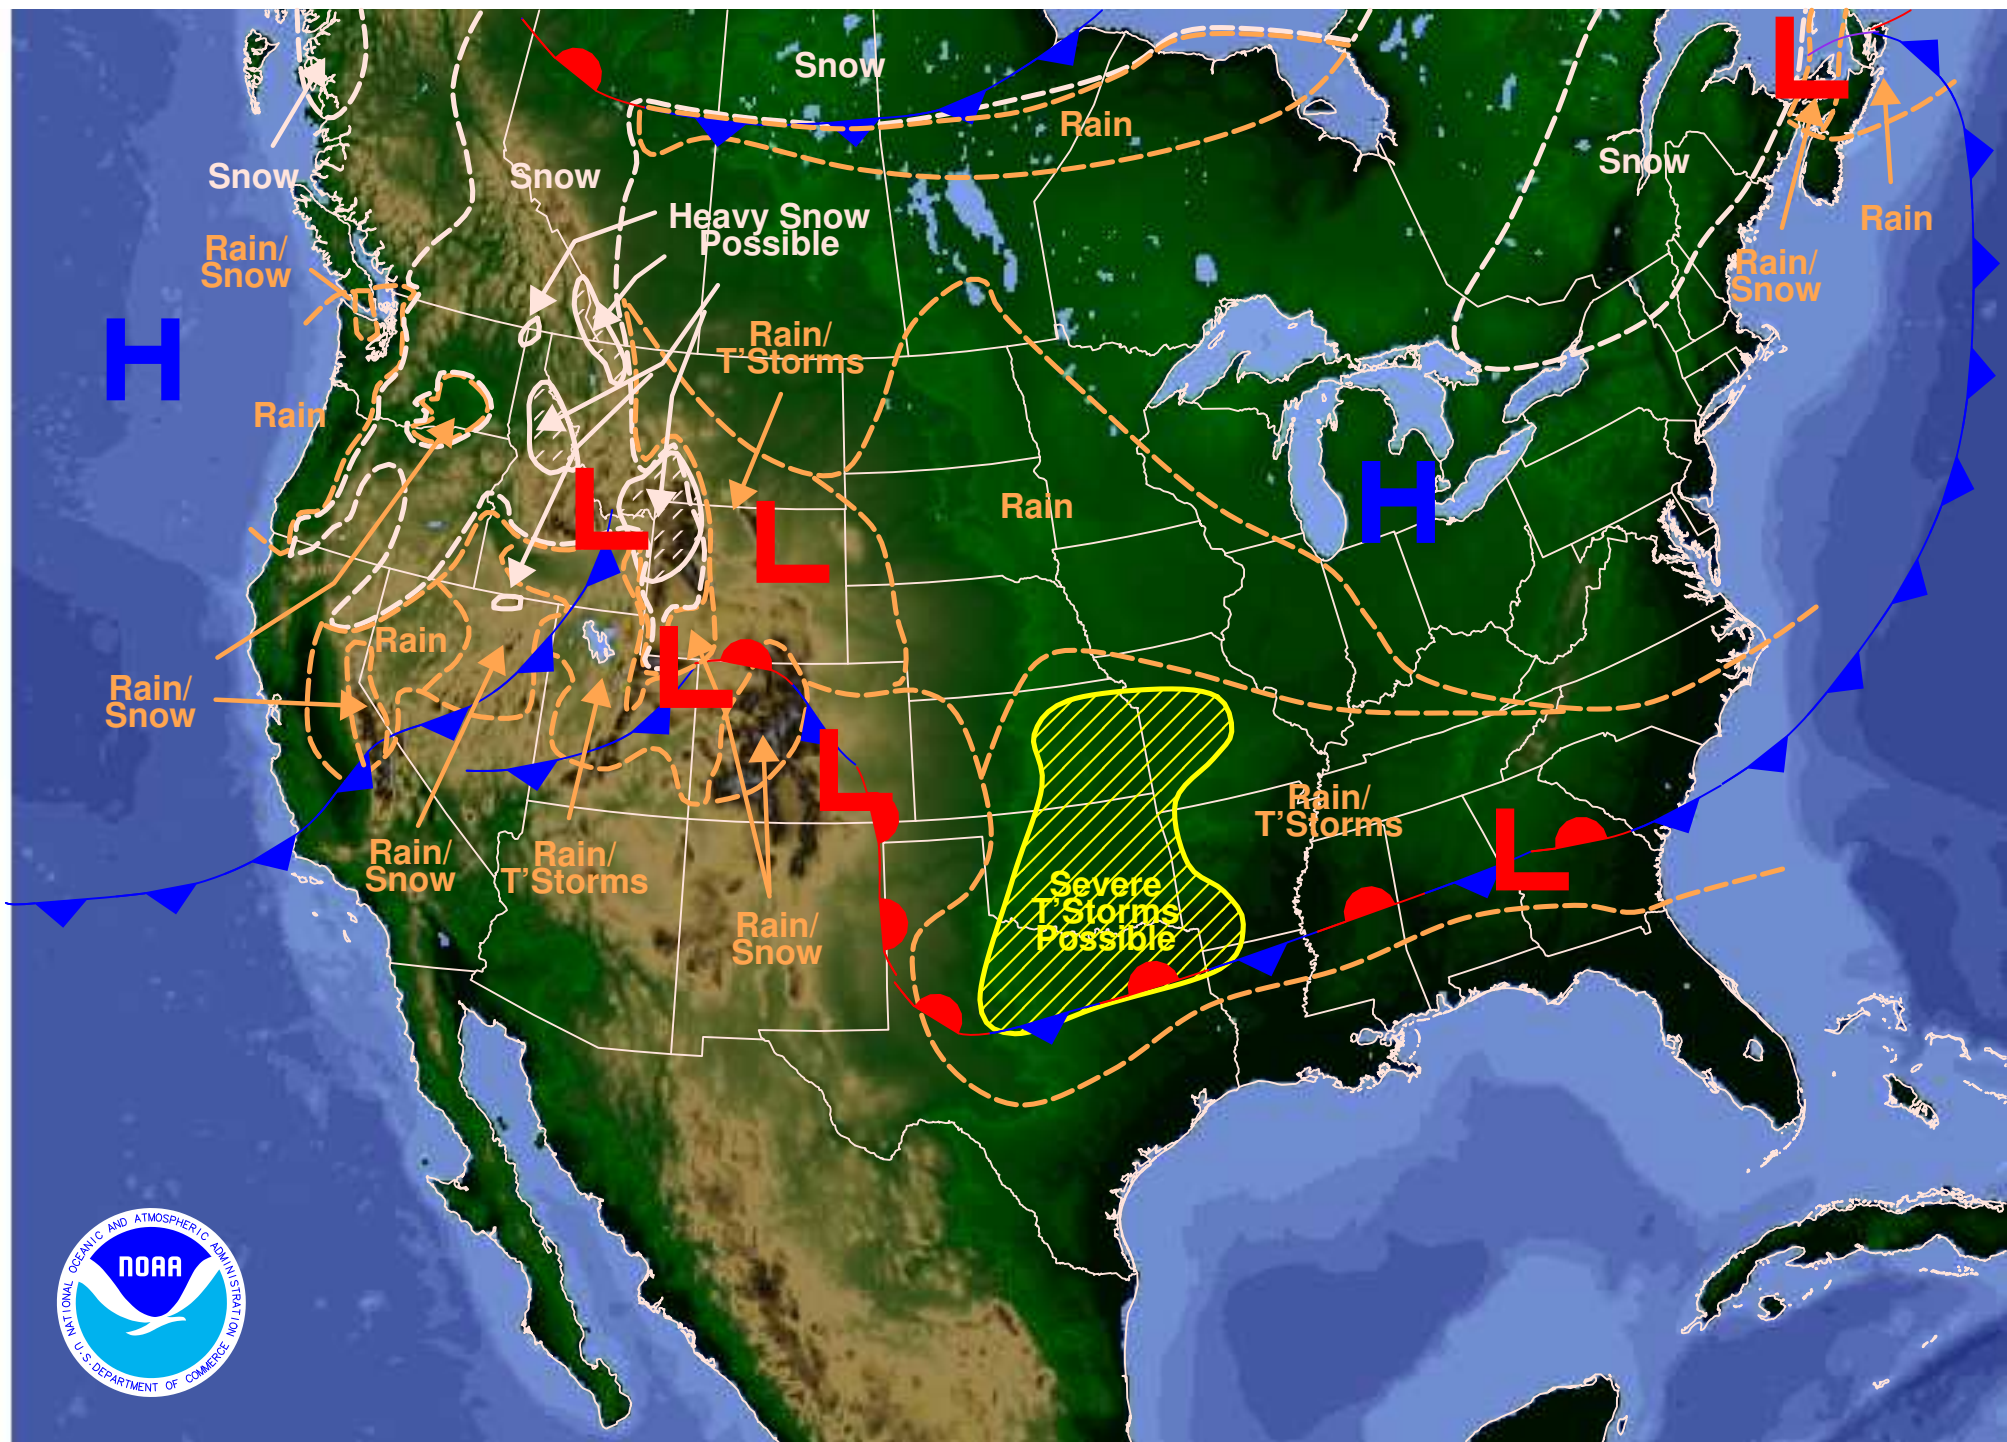 Snow
Rain
Snow
Snow
Snow
Heavy Snow
Possible
Rain
Rain/
Snow
Rain/
Snow
H
Rain/
T'Storms
Rain
L
H
L
L
Rain
L
Rain
Rain/
Snow
L
Rain/
T'Storms
L
Rain/
Snow
Rain/
T'Storms
Severe
T'Storms
Possible
Rain/
Snow
NATIONAL OCEANIC AND ATMOSPHERIC ADMINISTRATION
NOAA
U.S. DEPARTMENT OF COMMERCE